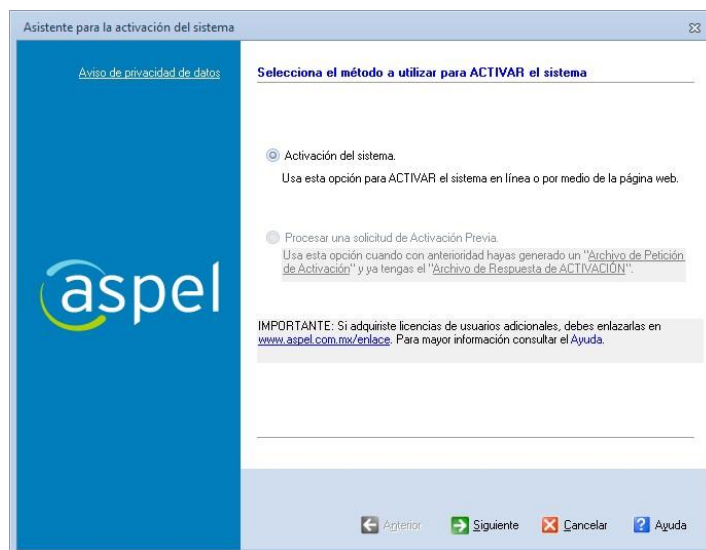 Asistente para la activación del sistema
Aviso de privacidad de datos
Selecciona el método a utilizar para ACTIVAR el sistema
Activación del sistema.
Usa esta opción para ACTIVAR el sistema en línea o por medio de la página web.
Procesar una solicitud de Activación Previa.
Usa esta opción cuando con anterioridad hayas generado un "Archivo de Petición
de Activación" y ya tengas el "Archivo de Respuesta de ACTIVACIÓN".
aspel
IMPORTANTE: Si adquiriste licencias de usuarios adicionales, debes enlazarlas en
www.aspel.com.mx/enlace. Para mayor información consultar el Ayuda.
Anterior Siguiente Cancelar Ayuda